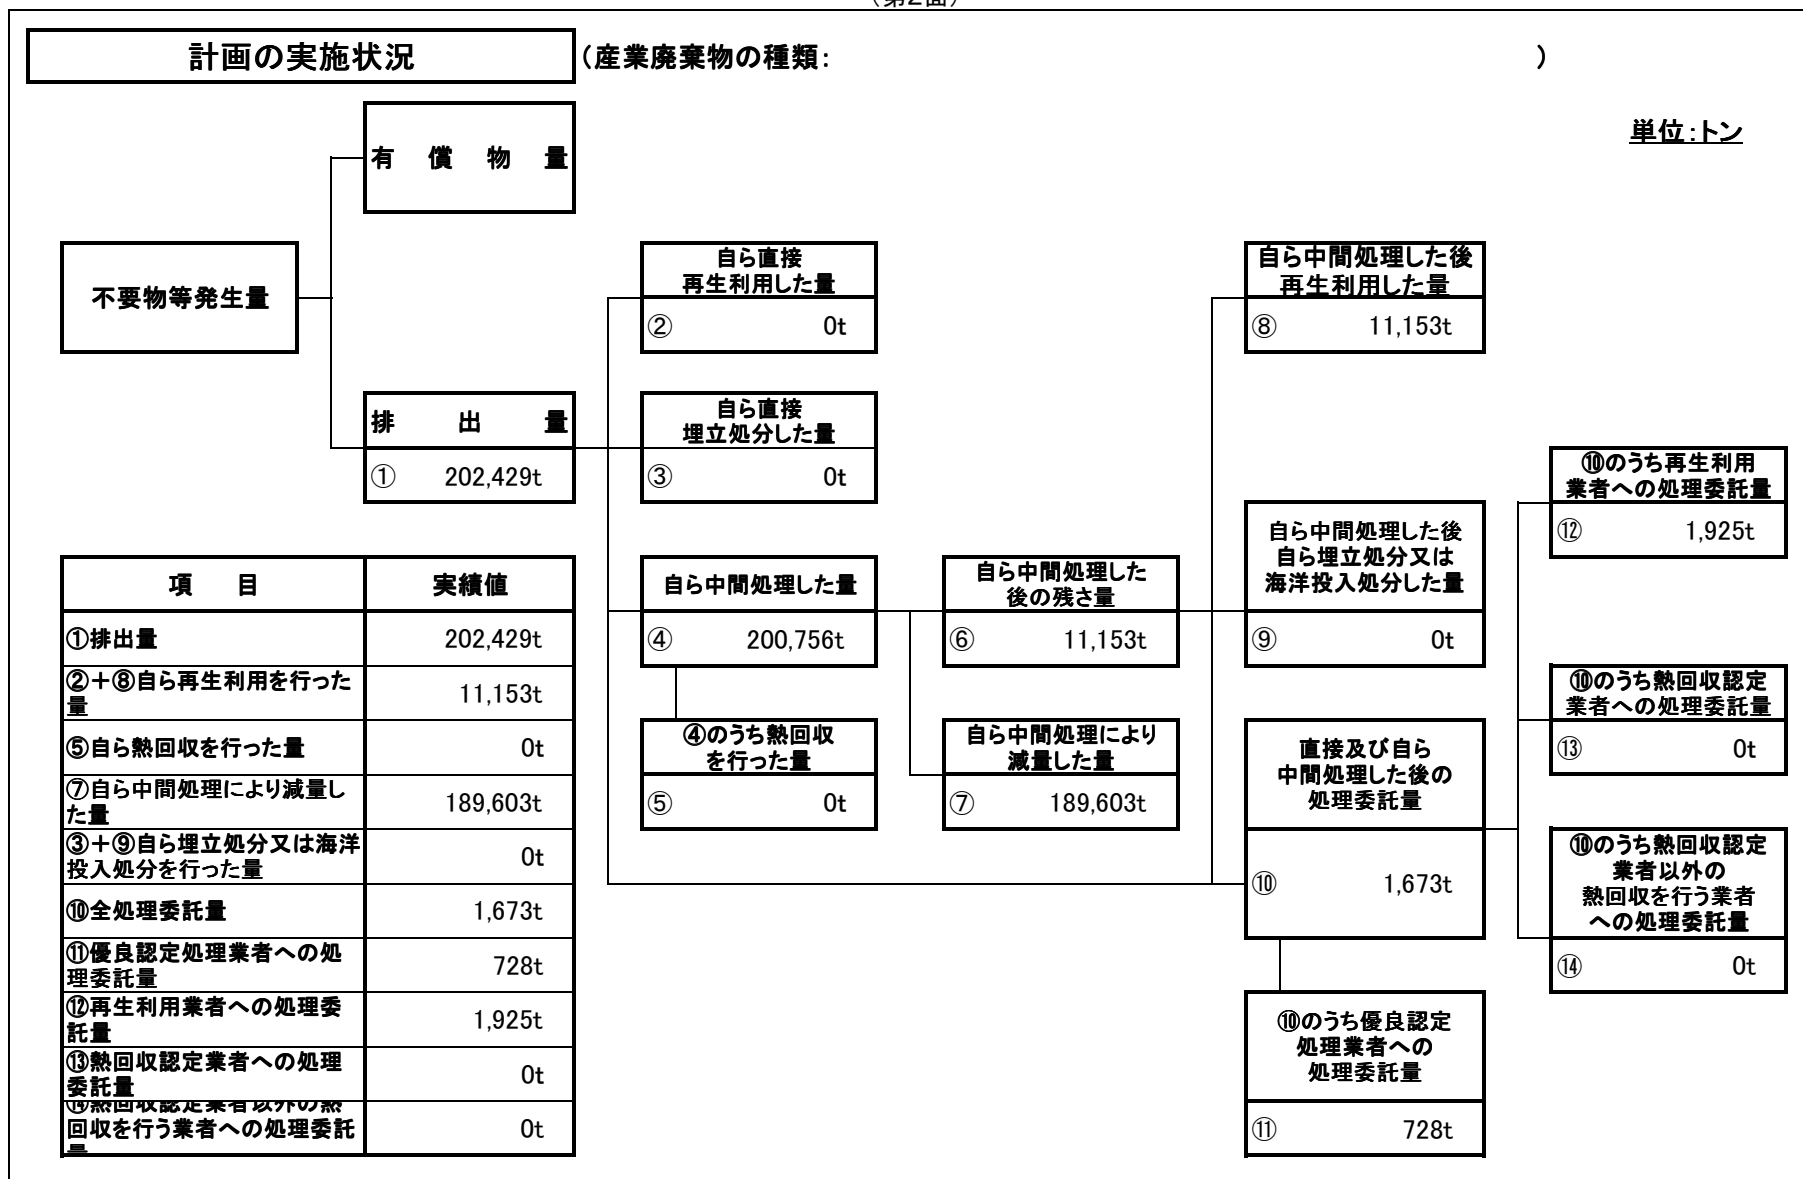 （第2面）
計画の実施状況
（産業廃棄物の種類：　）
単位：トン
有償物量
不要物等発生量
排出量
① 202,429t
自ら直接
再生利用した量
② 0t
自ら直接
埋立処分した量
③ 0t
自ら中間処理した量
④ 200,756t
④のうち熱回収
を行った量
⑤ 0t
自ら中間処理した
後の残さ量
⑥ 11,153t
自ら中間処理により
減量した量
⑦ 189,603t
自ら中間処理した後
再生利用した量
⑧ 11,153t
自ら中間処理した後
自ら埋立処分又は
海洋投入処分した量
⑨ 0t
直接及び自ら
中間処理した後の
処理委託量
⑩ 1,673t
⑩のうち優良認定
処理業者への
処理委託量
⑪ 728t
⑩のうち再生利用
業者への処理委託量
⑫ 1,925t
⑩のうち熱回収認定
業者への処理委託量
⑬ 0t
⑩のうち熱回収認定
業者以外の
熱回収を行う業者
への処理委託量
⑭ 0t
項目 実績値
①排出量 202,429t
②＋⑧自ら再生利用を行った
量 11,153t
⑤自ら熱回収を行った量 0t
⑦自ら中間処理により減量し
た量 189,603t
③＋⑨自ら埋立処分又は海洋
投入処分を行った量 0t
⑩全処理委託量 1,673t
⑪優良認定処理業者への処
理委託量 728t
⑫再生利用業者への処理委
託量 1,925t
⑬熱回収認定業者への処理
委託量 0t
⑭熱回収認定業者以外の熱
回収を行う業者への処理委託
量 0t